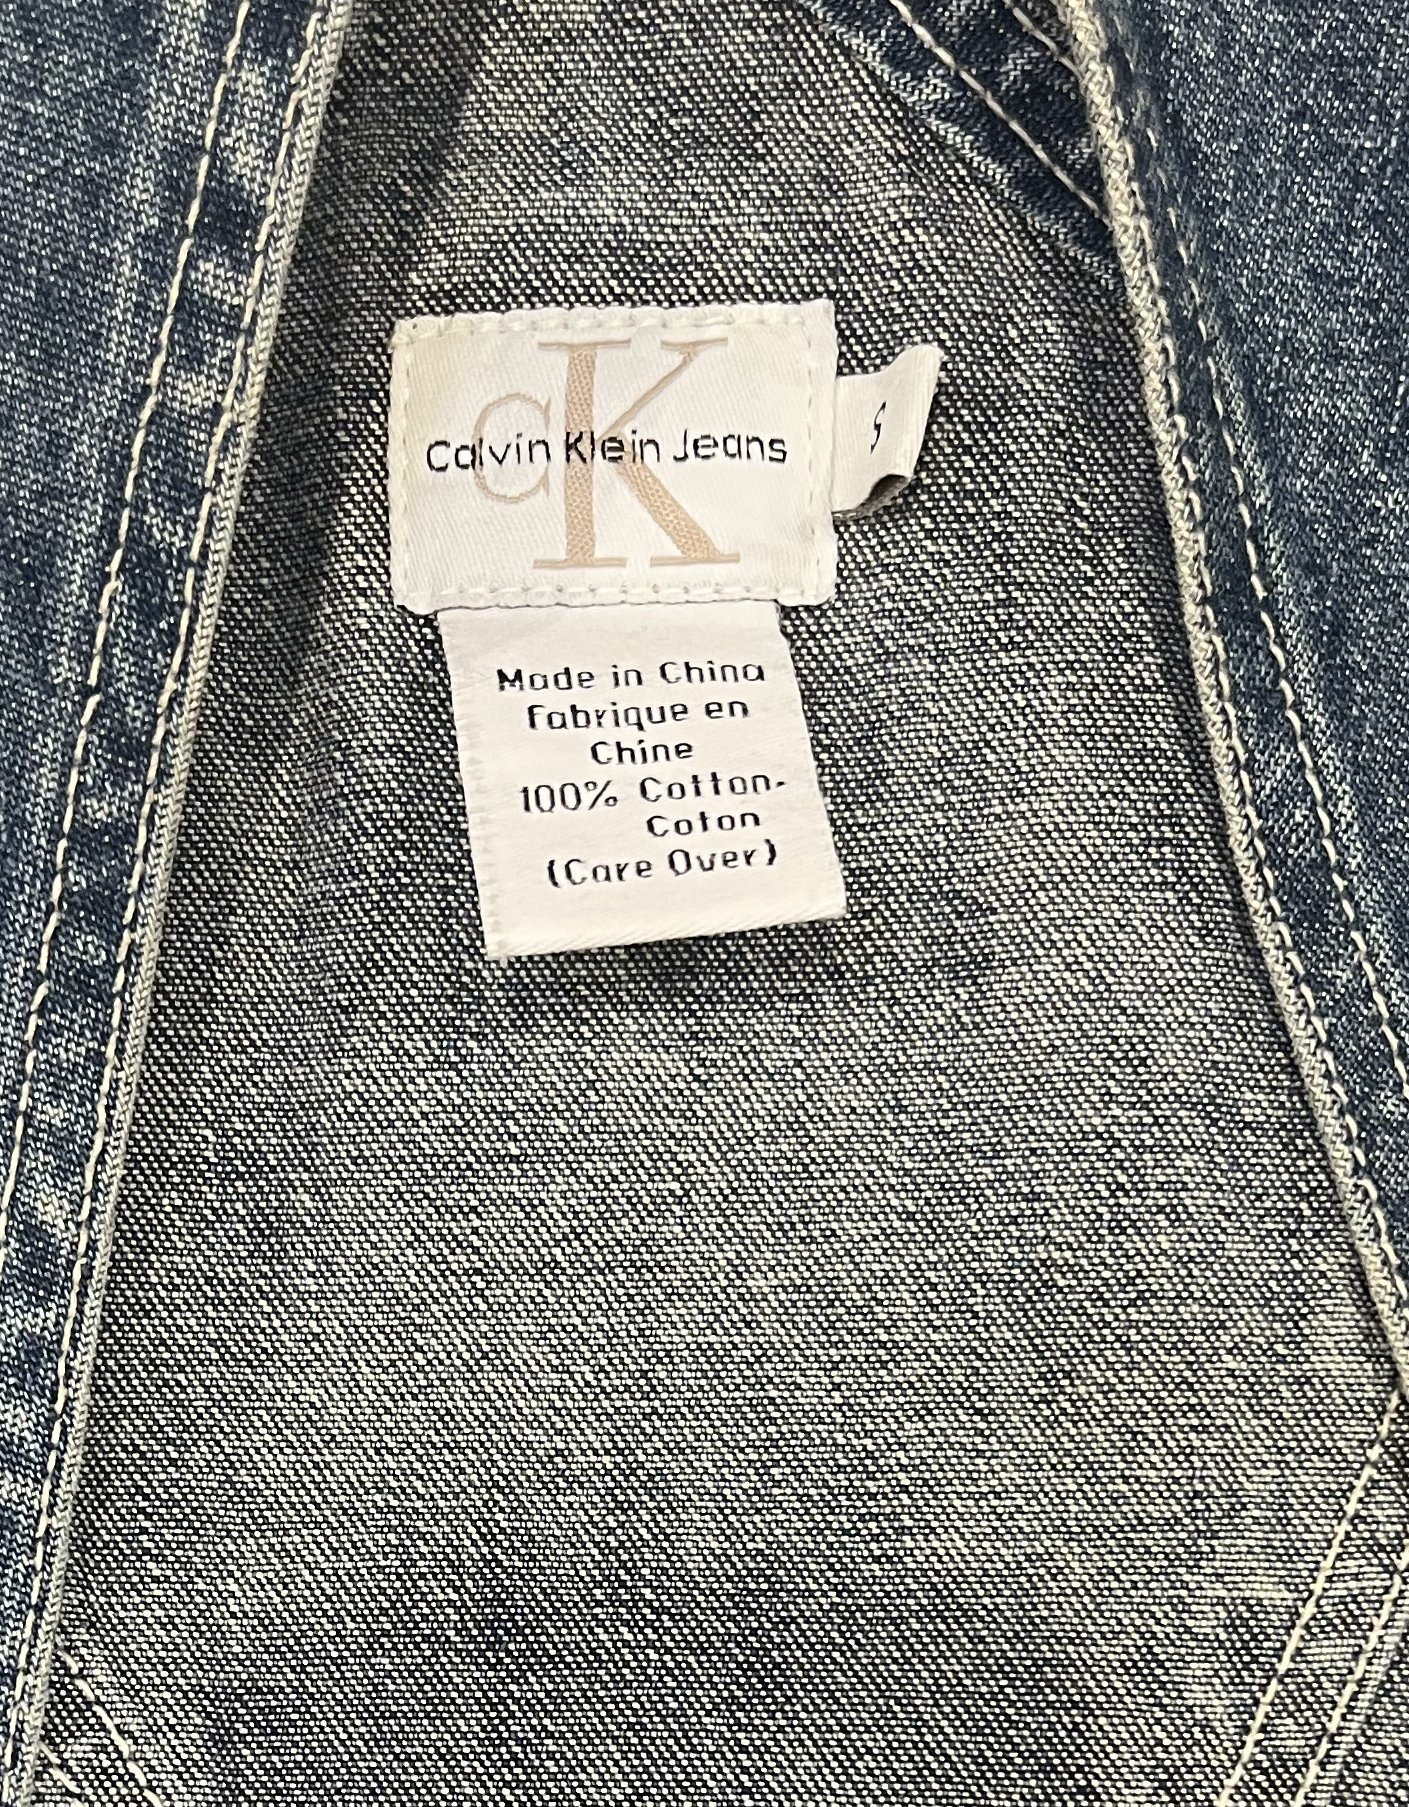 cK
Calvin Klein Jeans
S
Made in China
Fabrique en
Chine
100% Cotton-
Coton
(Care Over)